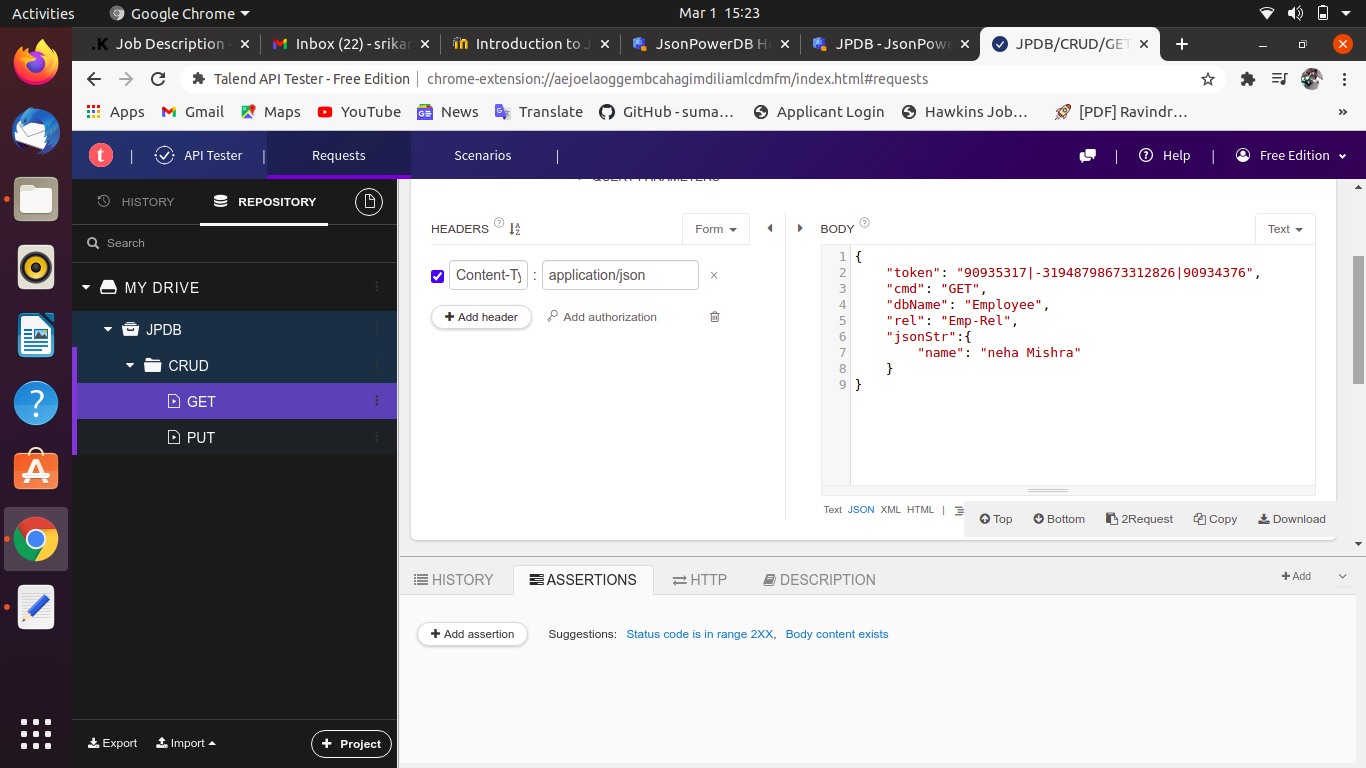 Activities
Google Chrome
Mar 1 15:23
.K Job Description -
Inbox (22) - srikar
Introduction to J
JsonPowerDB Ho
JPDB - JsonPowe
JPDB/CRUD/GET
Talend API Tester - Free Edition
chrome-extension://aejoelaoggembcahagimdiliamlcdmfm/index.html#requests
Apps
Gmail
Maps
YouTube
News
Translate
GitHub - suma…
Applicant Login
Hawkins Job…
[PDF] Ravindr…
»
t
API Tester
Requests
Scenarios
Help
Free Edition
HISTORY
REPOSITORY
Search
MY DRIVE
JPDB
CRUD
GET
PUT
Export
Import
+ Project
QUERY PARAMETERS
HEADERS
Form
Content-Ty : application/json ×
+ Add header
Add authorization
BODY
Text
1 {
2 "token": "90935317|-31948798673312826|90934376",
3 "cmd": "GET",
4 "dbName": "Employee",
5 "rel": "Emp-Rel",
6 "jsonStr":{
7 "name": "neha Mishra"
8 }
9 }
Text JSON XML HTML |
Top
Bottom
2Request
Copy
Download
HISTORY
ASSERTIONS
HTTP
DESCRIPTION
+ Add
+ Add assertion
Suggestions: Status code is in range 2XX, Body content exists